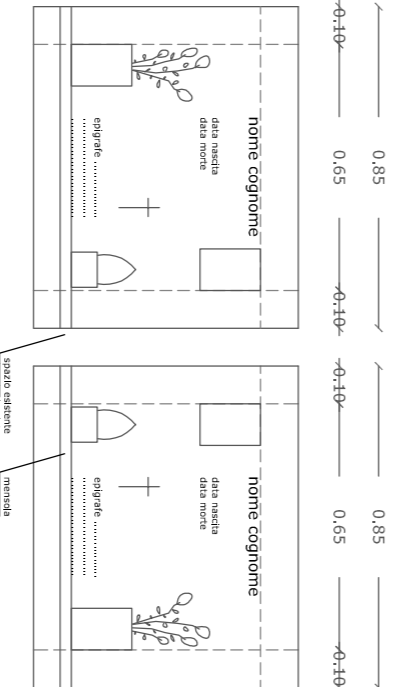 0,85
0,85
0,10 0,65 0,10
0,10 0,65 0,10
nome cognome
data nascita
data morte
epigrafe ......................
..................................
nome cognome
data nascita
data morte
epigrafe ......................
..................................
spazio esistente
mensola